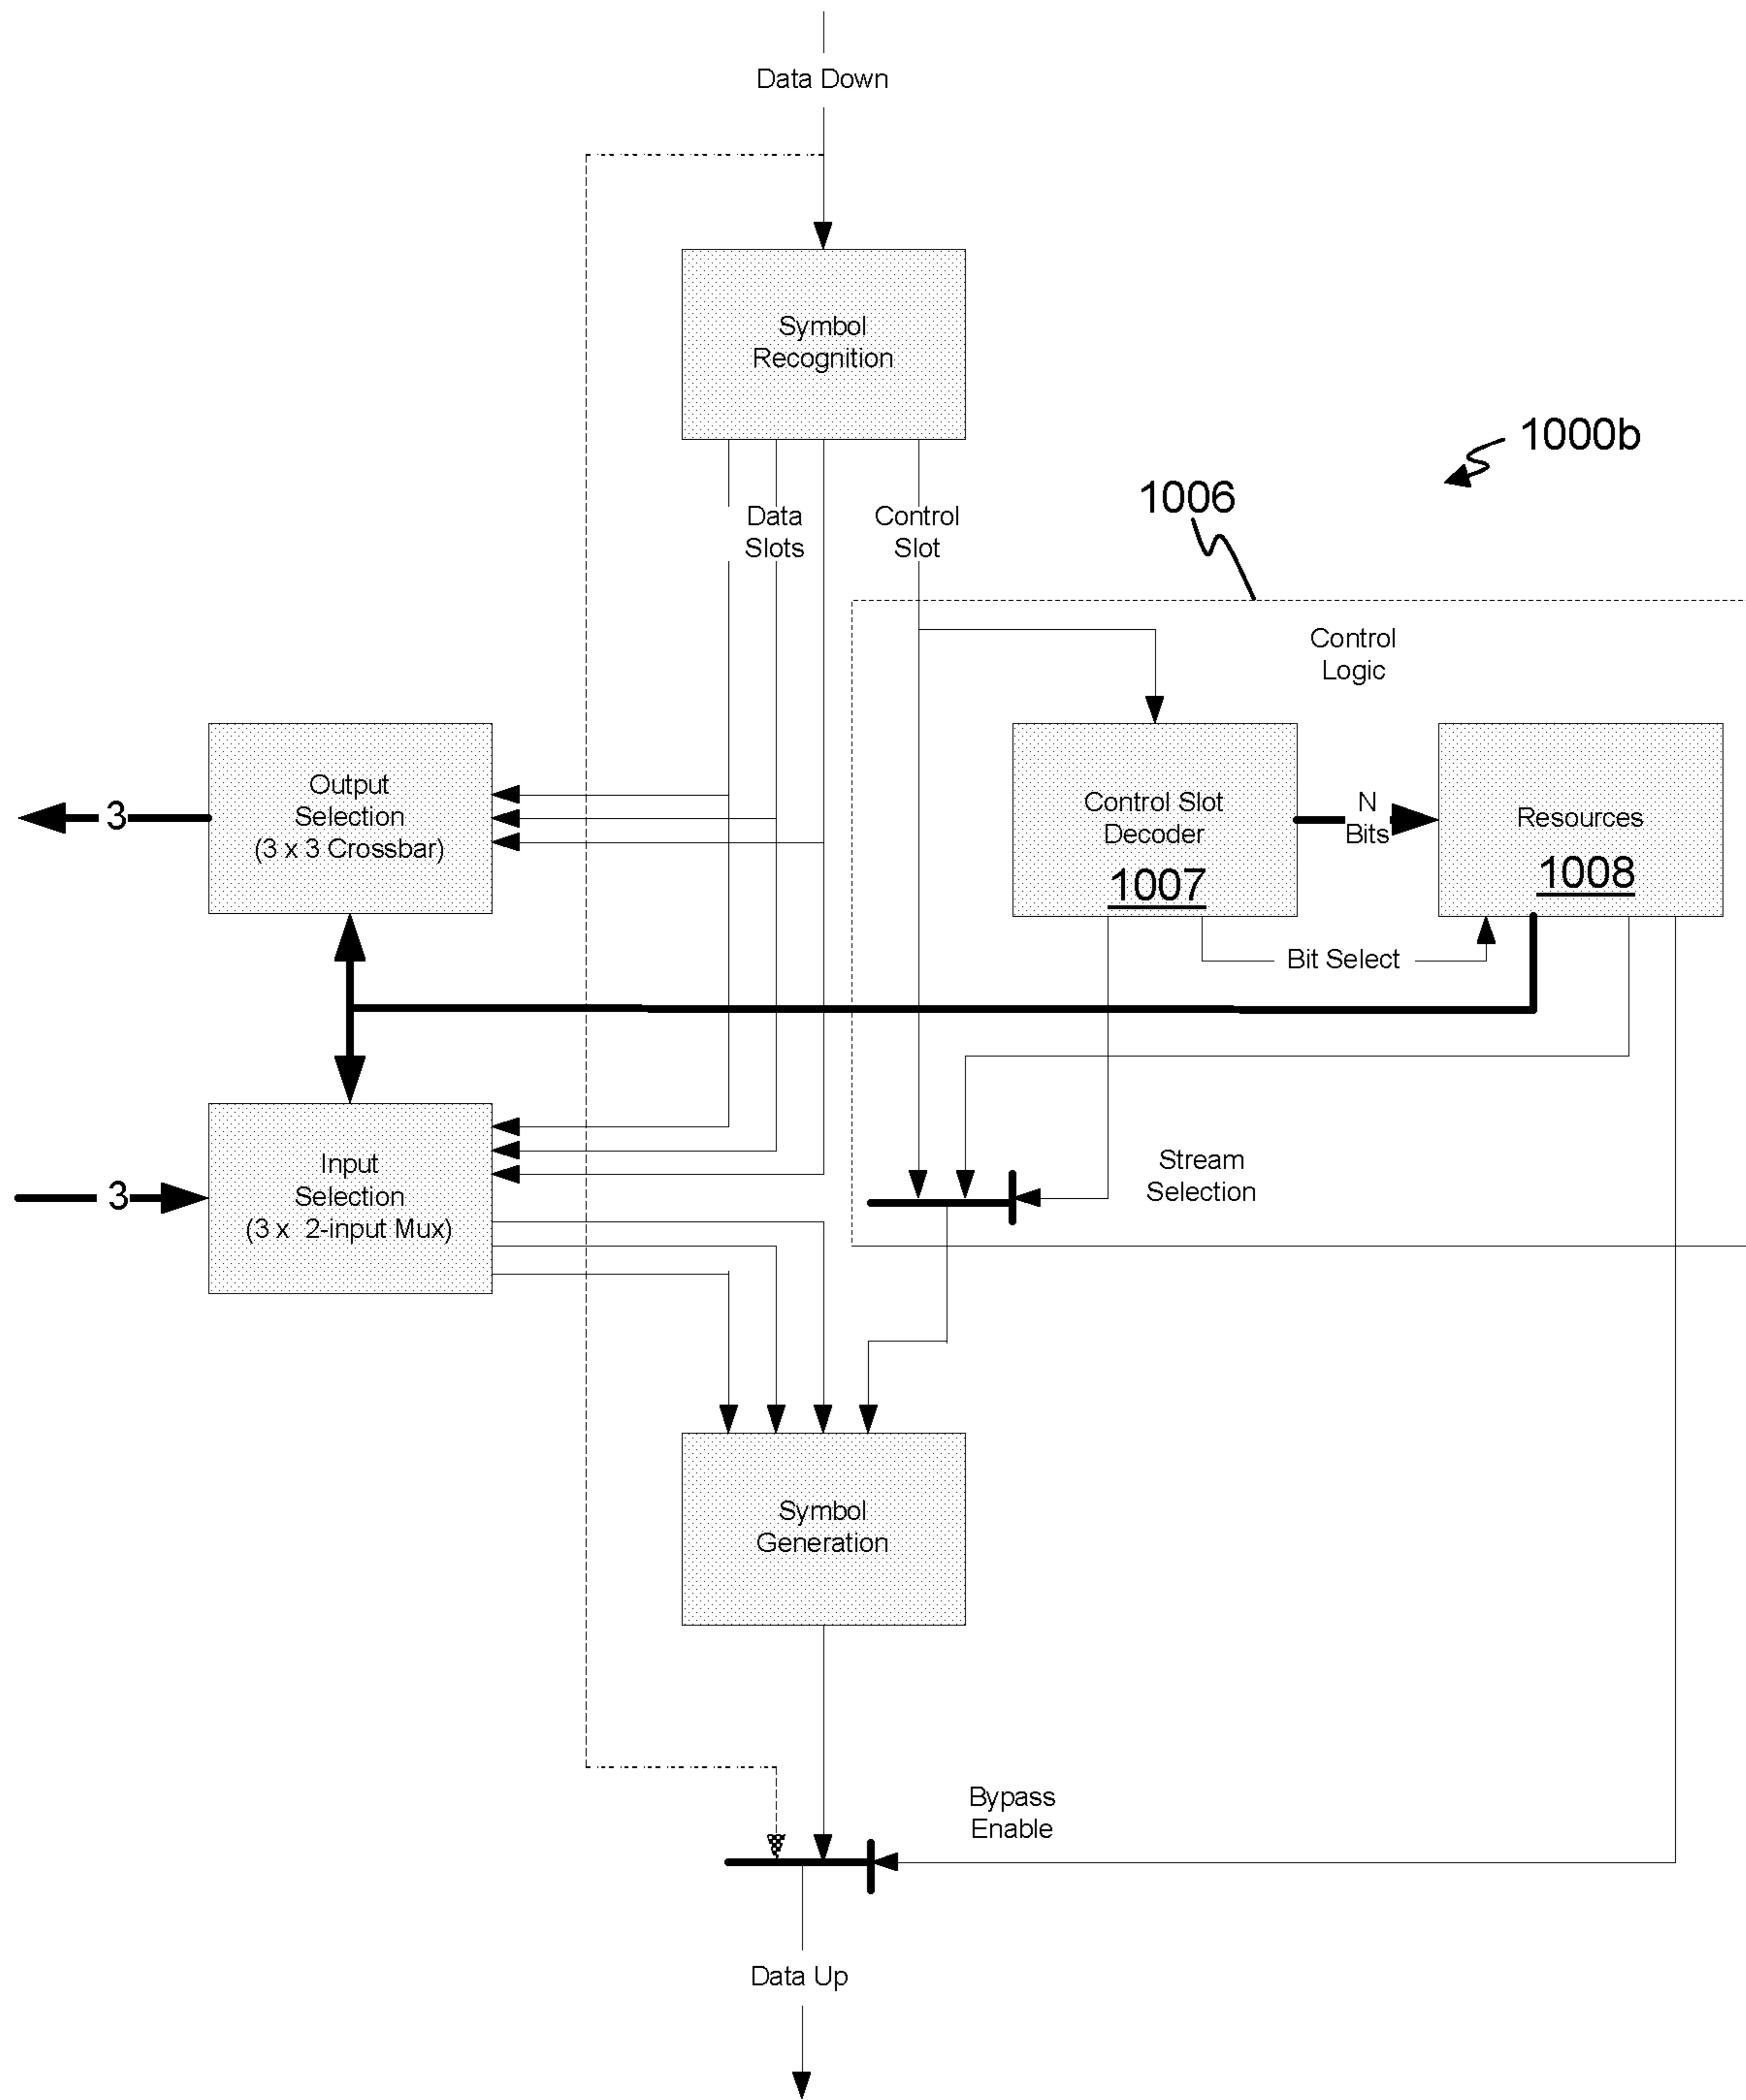 Data Down
Symbol
Recognition
1000b
1006
Data
Slots
Control
Slot
Control
Logic
Output
Selection
(3 x 3 Crossbar)
3
Control Slot
Decoder
1007
N
Bits
Resources
1008
Bit Select
Input
Selection
(3 x 2-input Mux)
3
Stream
Selection
Symbol
Generation
Bypass
Enable
Data Up